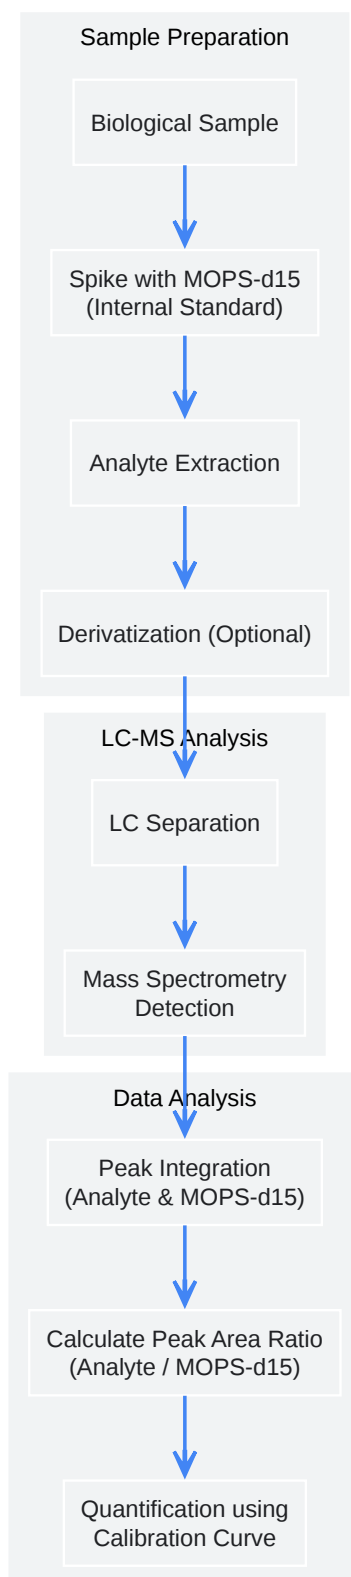 Sample Preparation
Biological Sample
Spike with MOPS-d15
(Internal Standard)
Analyte Extraction
Derivatization (Optional)
LC-MS Analysis
LC Separation
Mass Spectrometry
Detection
Data Analysis
Peak Integration
(Analyte & MOPS-d15)
Calculate Peak Area Ratio
(Analyte / MOPS-d15)
Quantification using
Calibration Curve